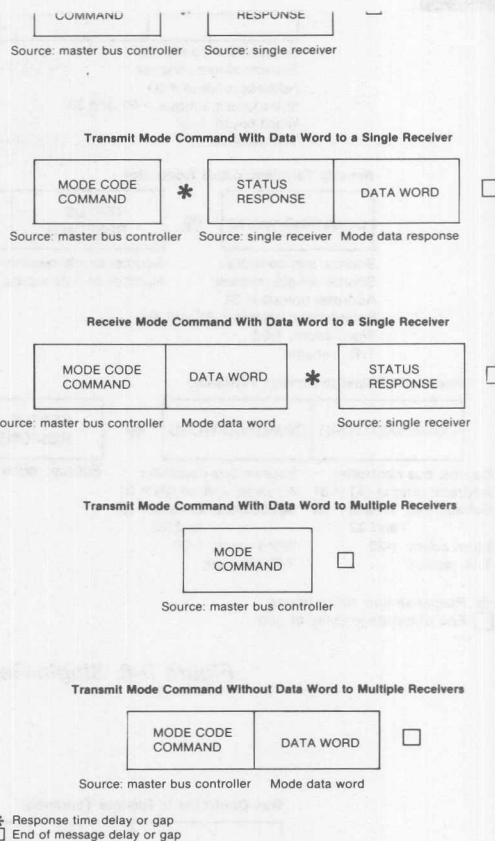 COMMAND * RESPONSE
Source: master bus controller Source: single receiver
Transmit Mode Command With Data Word to a Single Receiver
MODE CODE COMMAND * STATUS RESPONSE DATA WORD
Source: master bus controller Source: single receiver Mode data response
Receive Mode Command With Data Word to a Single Receiver
MODE CODE COMMAND DATA WORD * STATUS RESPONSE
ource: master bus controller Mode data word Source: single receiver
Transmit Mode Command With Data Word to Multiple Receivers
MODE COMMAND
Source: master bus controller
Transmit Mode Command Without Data Word to Multiple Receivers
MODE CODE COMMAND DATA WORD
Source: master bus controller Mode data word
* Response time delay or gap
End of message delay or gap